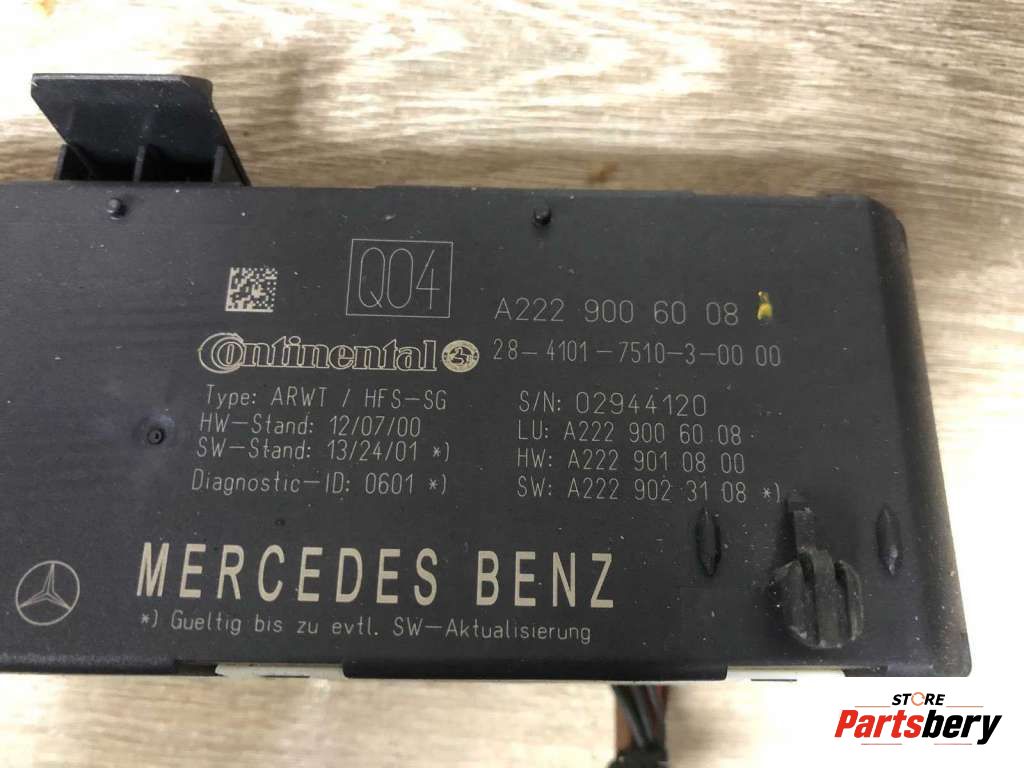 Q04
A222 900 60 08
Continental
28-4101-7510-3-00 00
Type: ARWT / HFS-SG
S/N: 02944120
HW-Stand: 12/07/00
LU: A222 900 60 08
SW-Stand: 13/24/01 *)
HW: A222 901 08 00
Diagnostic-ID: 0601 *)
SW: A222 902 31 08 *)
MERCEDES BENZ
*) Gueltig bis zu evtl. SW-Aktualisierung
STORE
Partsbery